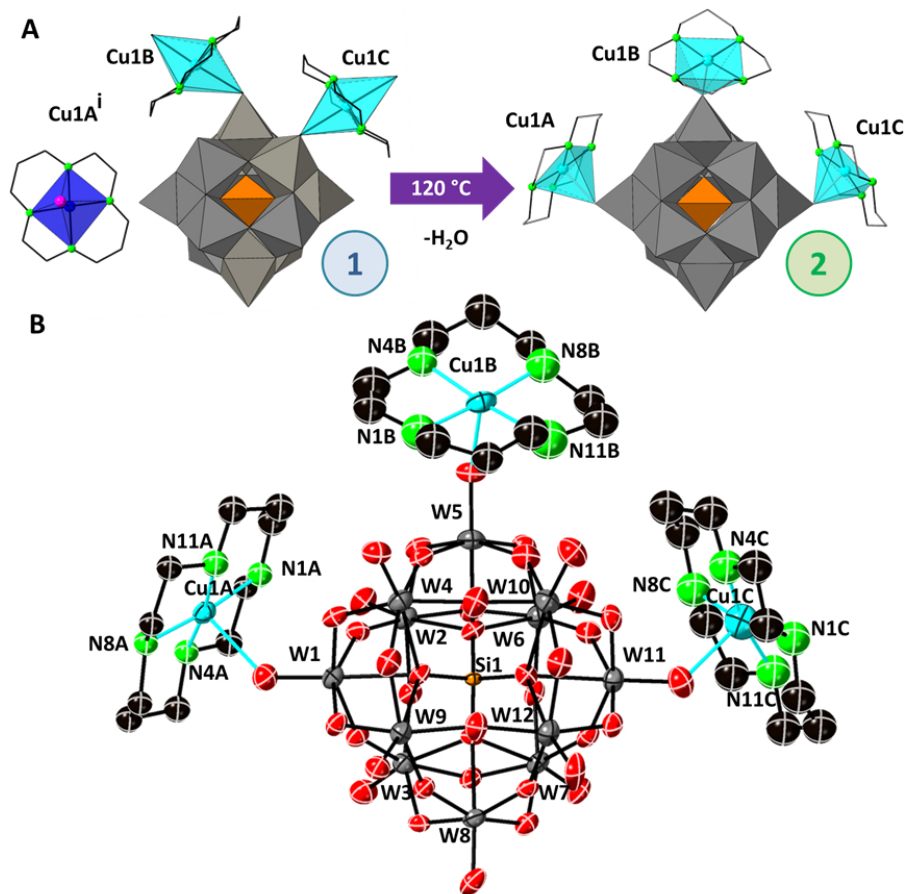 A
Cu1B
Cu1C
Cu1Aⁱ
1
120 °C
-H₂O
Cu1B
Cu1A
Cu1C
2
B
N4B
Cu1B
N8B
N1B
N11B
W5
N11A
Cu1A
N1A
N8A
N4A
W4
W10
W2
W6
W1
Si1
W11
N4C
N8C
Cu1C
N1C
N11C
W9
W12
W3
W7
W8